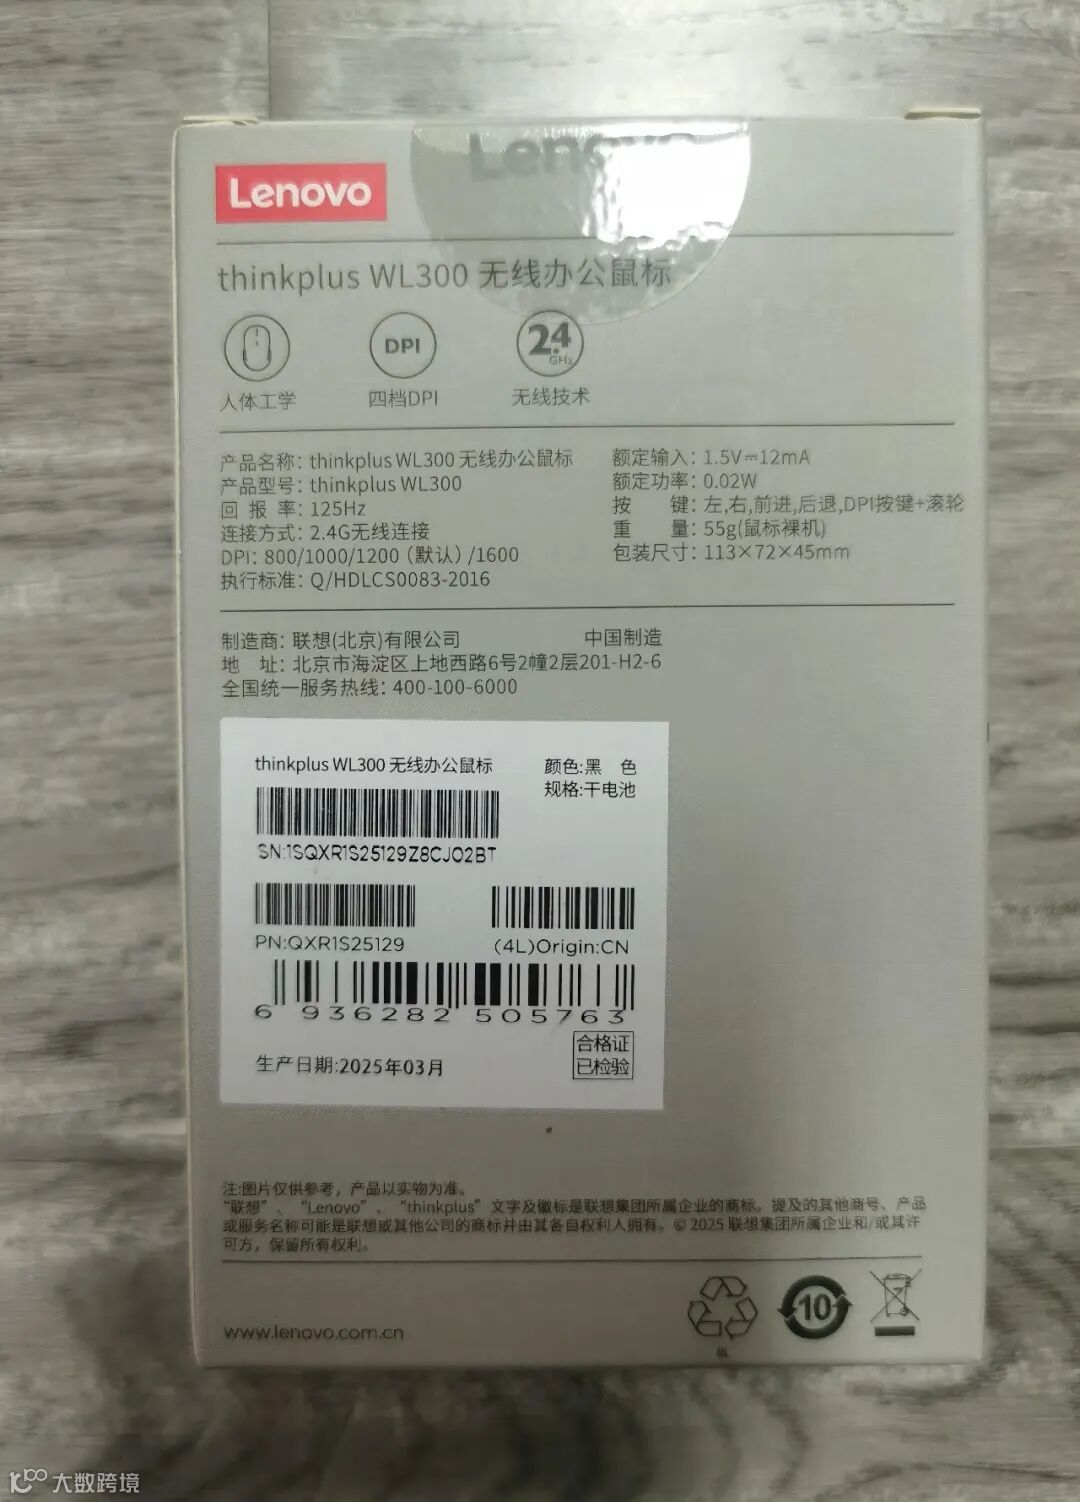 Lenovo
Lenovo
thinkplus WL300 无线办公鼠标
DPI
2.4
GHz
人体工学
四档DPI
无线技术
产品名称: thinkplus WL300 无线办公鼠标
产品型号: thinkplus WL300
回 报 率: 125Hz
连接方式: 2.4G无线连接
DPI: 800/1000/1200（默认）/1600
执行标准: Q/HDLCS0083-2016
额定输入: 1.5V⎓12mA
额定功率: 0.02W
按 键: 左,右,前进,后退,DPI按键+滚轮
重 量: 55g(鼠标裸机)
包装尺寸: 113×72×45mm
制造商: 联想(北京)有限公司 中国制造
地 址: 北京市海淀区上地西路6号2幢2层201-H2-6
全国统一服务热线: 400-100-6000
thinkplus WL300 无线办公鼠标
颜色:黑 色
规格:干电池
SN:1SQXR1S25129Z8CJ02BT
PN:QXR1S25129
(4L)Origin:CN
6 936282 505763
生产日期:2025年03月
合格证
已检验
注:图片仅供参考，产品以实物为准。
“联想”、“Lenovo”、“thinkplus”文字及徽标是联想集团所属企业的商标。提及的其他商号、产品
或服务名称可能是联想或其他公司的商标并由其各自权利人拥有。© 2025 联想集团所属企业和/或其许
可方，保留所有权利。
www.lenovo.com.cn
10
大数跨境